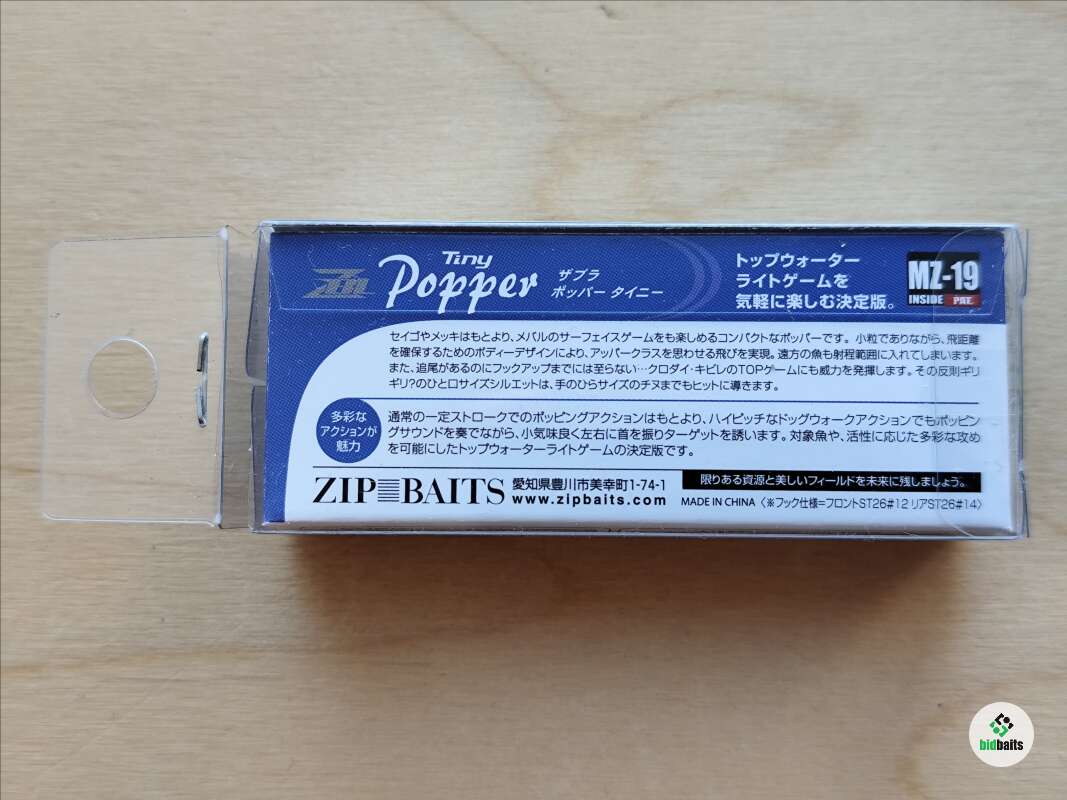 Tiny
Popper
ザブラ
ポッパー タイニー
トップウォーター
ライトゲームを
気軽に楽しむ決定版。
MZ-19
INSIDE PAT.
セイゴやメッキはもとより、メバルのサーフェイスゲームをも楽しめるコンパクトなポッパーです。小粒でありながら、飛距離
を確保するためのボディーデザインにより、アッパークラスを思わせる飛びを実現。遠方の魚も射程範囲に入れてしまいます。
また、追尾があるのにフックアップまでには至らない…クロダイ・キビレのTOPゲームにも威力を発揮します。その反則ギリ
ギリ?のひと口サイズシルエットは、手のひらサイズのチヌまでもヒットに導きます。
多彩な
アクションが
魅力
通常の一定ストロークでのポッピングアクションはもとより、ハイピッチなドッグウォークアクションでもポッピン
グサウンドを奏でながら、小気味良く左右に首を振りターゲットを誘います。対象魚や、活性に応じた多彩な攻め
を可能にしたトップウォーターライトゲームの決定版です。
ZIP BAITS
愛知県豊川市美幸町1-74-1
www.zipbaits.com
限りある資源と美しいフィールドを未来に残しましょう。
MADE IN CHINA 〈※フック仕様=フロントST26#12 リアST26#14〉
bidbaits